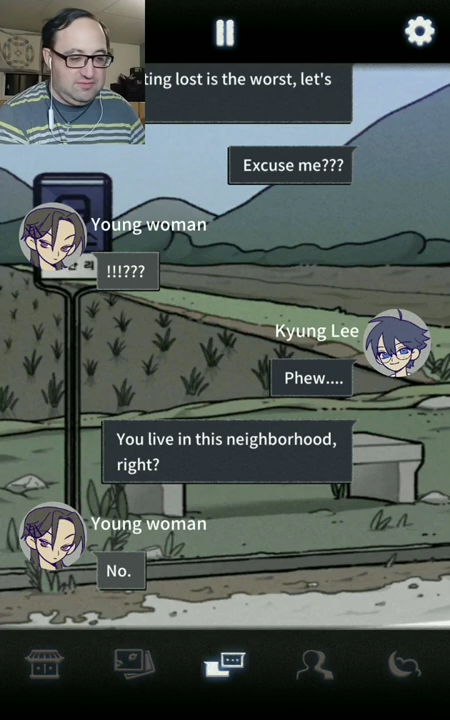 ting lost is the worst, let's
Excuse me???
Young woman
!!!???
리
Kyung Lee
Phew....
You live in this neighborhood,
right?
Young woman
No.